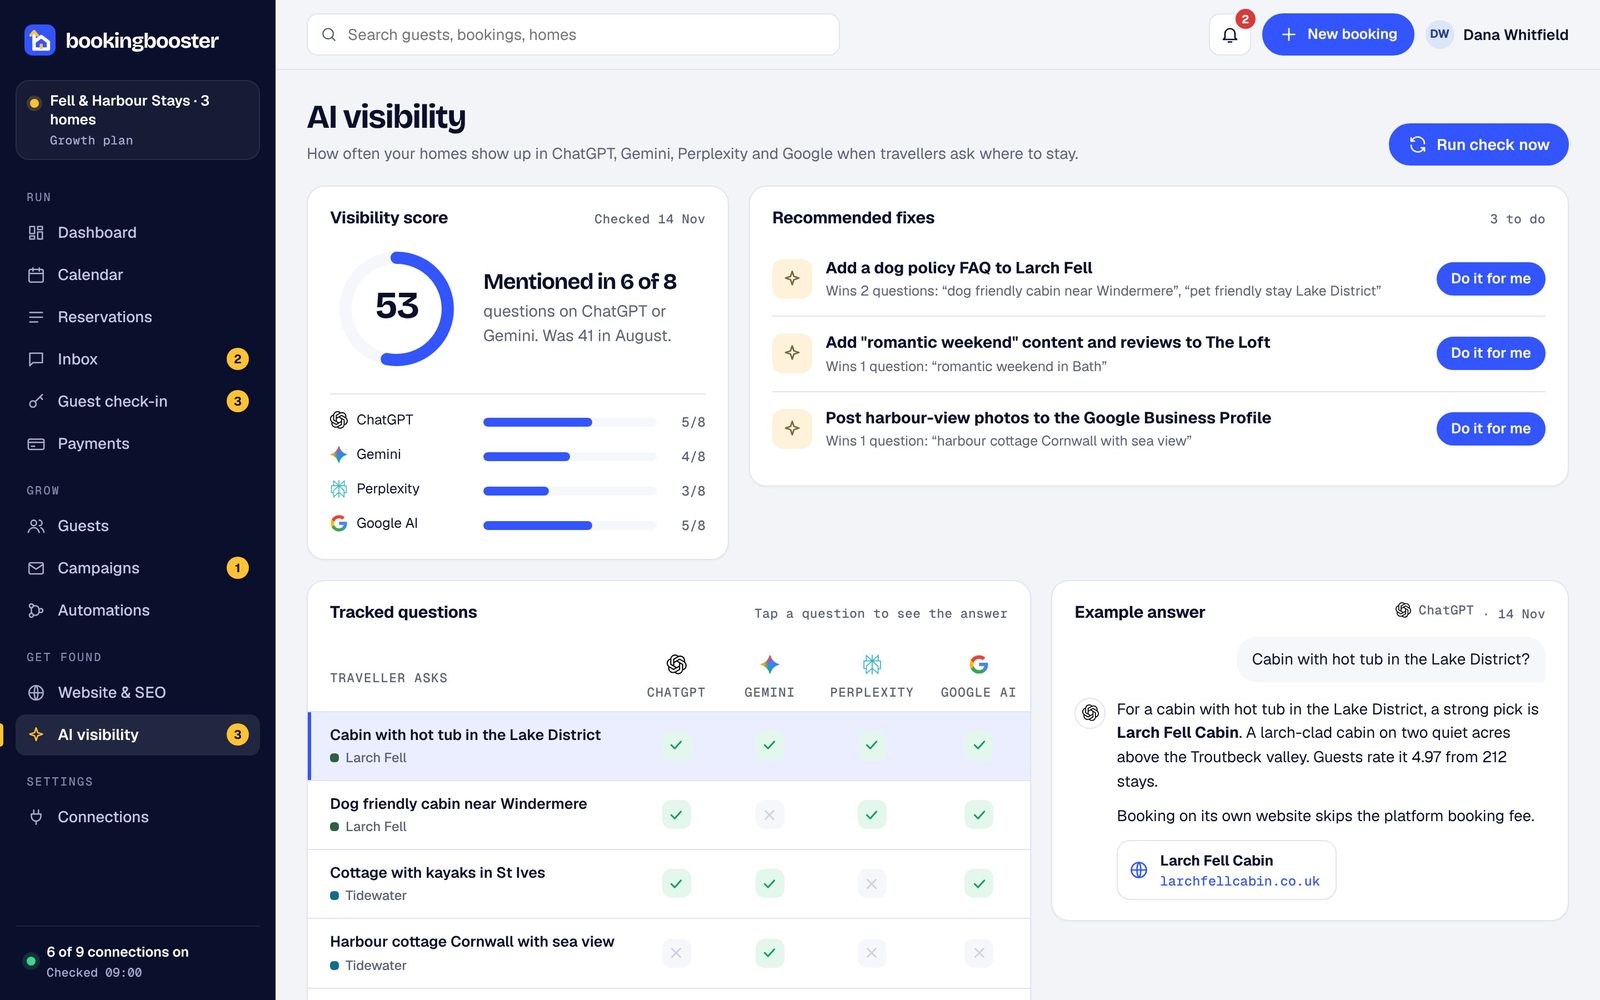 bookingbooster
Fell & Harbour Stays · 3
homes
Growth plan
RUN
Dashboard
Calendar
Reservations
Inbox 2
Guest check-in 3
Payments
GROW
Guests
Campaigns 1
Automations
GET FOUND
Website & SEO
AI visibility 3
SETTINGS
Connections
6 of 9 connections on
Checked 09:00
Search guests, bookings, homes
2
New booking
DW Dana Whitfield
AI visibility
How often your homes show up in ChatGPT, Gemini, Perplexity and Google when travellers ask where to stay.
Run check now
Visibility score Checked 14 Nov
53
Mentioned in 6 of 8
questions on ChatGPT or
Gemini. Was 41 in August.
ChatGPT 5/8
Gemini 4/8
Perplexity 3/8
Google AI 5/8
Recommended fixes 3 to do
Add a dog policy FAQ to Larch Fell
Wins 2 questions: “dog friendly cabin near Windermere”, “pet friendly stay Lake District”
Do it for me
Add "romantic weekend" content and reviews to The Loft
Wins 1 question: “romantic weekend in Bath”
Do it for me
Post harbour-view photos to the Google Business Profile
Wins 1 question: “harbour cottage Cornwall with sea view”
Do it for me
Tracked questions Tap a question to see the answer
TRAVELLER ASKS CHATGPT GEMINI PERPLEXITY GOOGLE AI
Cabin with hot tub in the Lake District
Larch Fell
Dog friendly cabin near Windermere
Larch Fell
Cottage with kayaks in St Ives
Tidewater
Harbour cottage Cornwall with sea view
Tidewater
Example answer ChatGPT · 14 Nov
Cabin with hot tub in the Lake District?
For a cabin with hot tub in the Lake District, a strong pick is
Larch Fell Cabin. A larch-clad cabin on two quiet acres
above the Troutbeck valley. Guests rate it 4.97 from 212
stays.
Booking on its own website skips the platform booking fee.
Larch Fell Cabin
larchfellcabin.co.uk